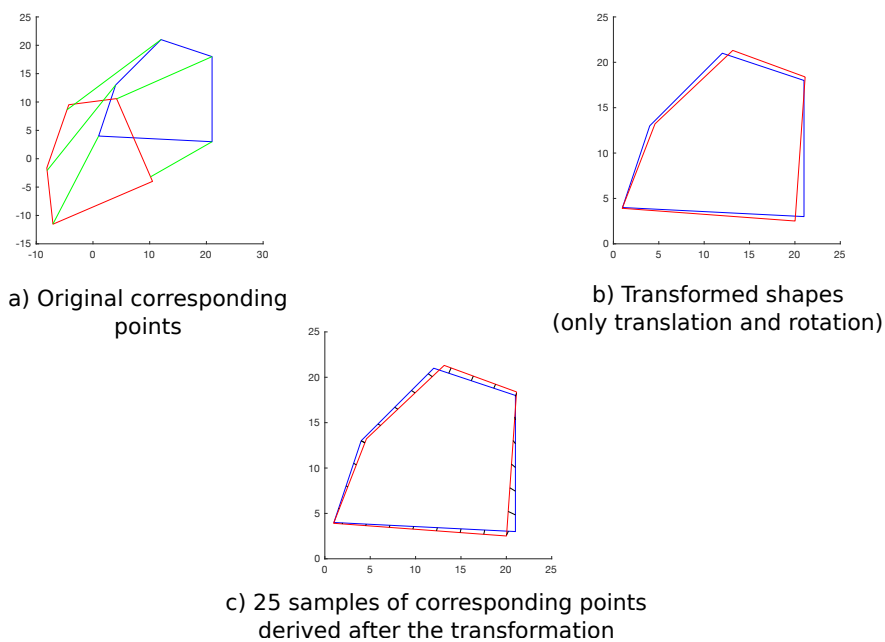 25
20
15
10
5
0
-5
-10
-15
-10 0 10 20 30
a) Original corresponding
points
25
20
15
10
5
0
0 5 10 15 20 25
b) Transformed shapes
(only translation and rotation)
25
20
15
10
5
0
0 5 10 15 20 25
c) 25 samples of corresponding points
derived after the transformation